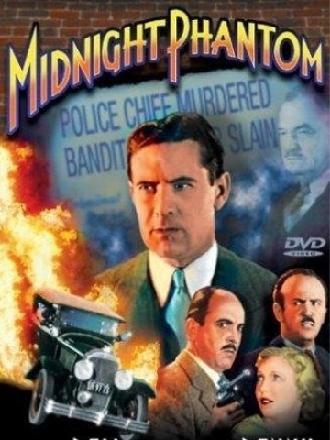 MIDNIGHT PHANTOM
POLICE CHIEF MURDERED
BANDIT
SLAIN
DVD
VIDEO